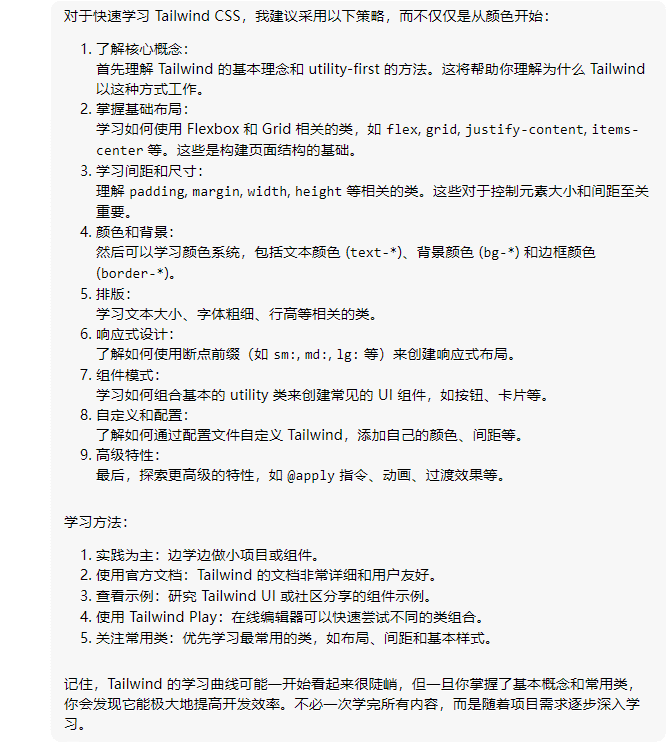 对于快速学习 Tailwind CSS，我建议采用以下策略，而不仅仅是从颜色开始：
1. 了解核心概念：
首先理解 Tailwind 的基本理念和 utility-first 的方法。这将帮助你理解为什么 Tailwind
以这种方式工作。
2. 掌握基础布局：
学习如何使用 Flexbox 和 Grid 相关的类，如 flex, grid, justify-content, items-
center 等。这些是构建页面结构的基础。
3. 学习间距和尺寸：
理解 padding, margin, width, height 等相关的类。这些对于控制元素大小和间距至关
重要。
4. 颜色和背景：
然后可以学习颜色系统，包括文本颜色 (text-*)、背景颜色 (bg-*) 和边框颜色
(border-*)。
5. 排版：
学习文本大小、字体粗细、行高等相关的类。
6. 响应式设计：
了解如何使用断点前缀（如 sm:, md:, lg: 等）来创建响应式布局。
7. 组件模式：
学习如何组合基本的 utility 类来创建常见的 UI 组件，如按钮、卡片等。
8. 自定义和配置：
了解如何通过配置文件自定义 Tailwind，添加自己的颜色、间距等。
9. 高级特性：
最后，探索更高级的特性，如 @apply 指令、动画、过渡效果等。
学习方法：
1. 实践为主：边学边做小项目或组件。
2. 使用官方文档：Tailwind 的文档非常详细和用户友好。
3. 查看示例：研究 Tailwind UI 或社区分享的组件示例。
4. 使用 Tailwind Play：在线编辑器可以快速尝试不同的类组合。
5. 关注常用类：优先学习最常用的类，如布局、间距和基本样式。
记住，Tailwind 的学习曲线可能一开始看起来很陡峭，但一旦你掌握了基本概念和常用类，
你会发现它能极大地提高开发效率。不必一次学完所有内容，而是随着项目需求逐步深入学
习。